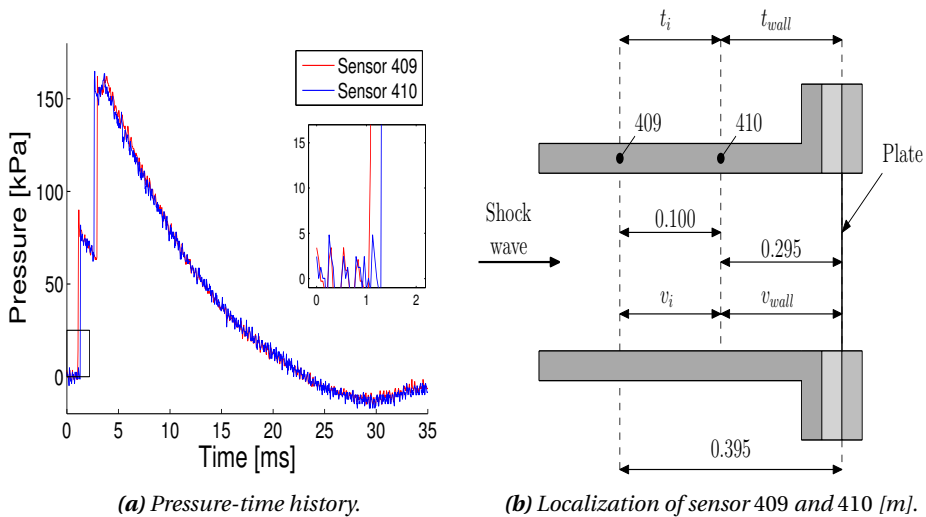 Pressure [kPa]
150
100
50
0
Sensor 409
Sensor 410
15
10
5
0
0
1
2
0
5
10
15
20
25
30
35
Time [ms]
(a) Pressure-time history.
t_i
t_wall
409
410
Plate
Shock
wave
0.100
0.295
v_i
v_wall
0.395
(b) Localization of sensor 409 and 410 [m].